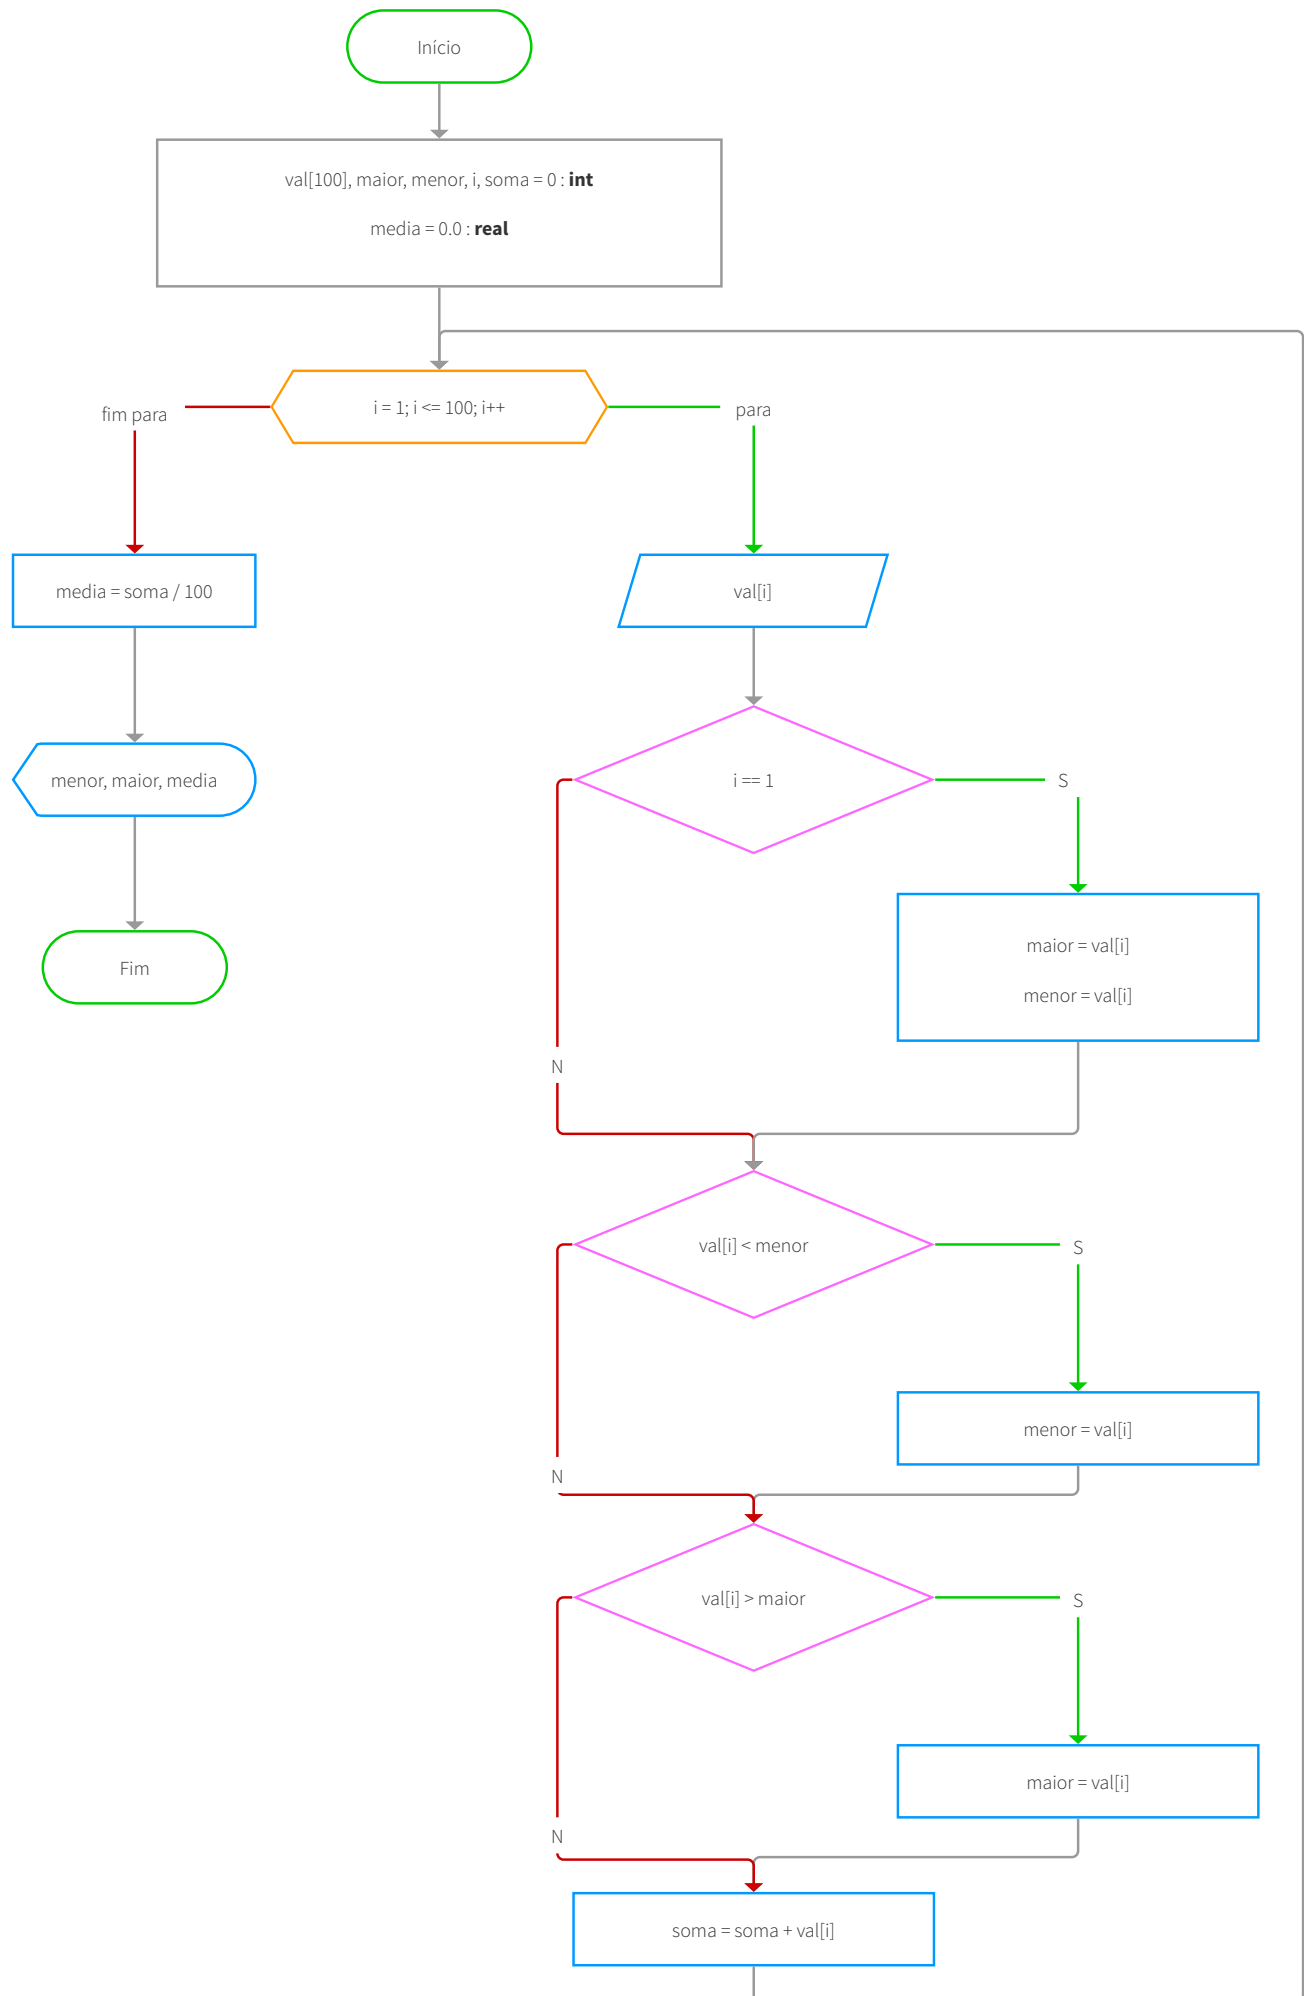 Início
val[100], maior, menor, i, soma = 0 : int
media = 0.0 : real
i = 1; i <= 100; i++
fim para
para
media = soma / 100
val[i]
menor, maior, media
i == 1
S
Fim
maior = val[i]
menor = val[i]
N
val[i] < menor
S
menor = val[i]
N
val[i] > maior
S
maior = val[i]
N
soma = soma + val[i]